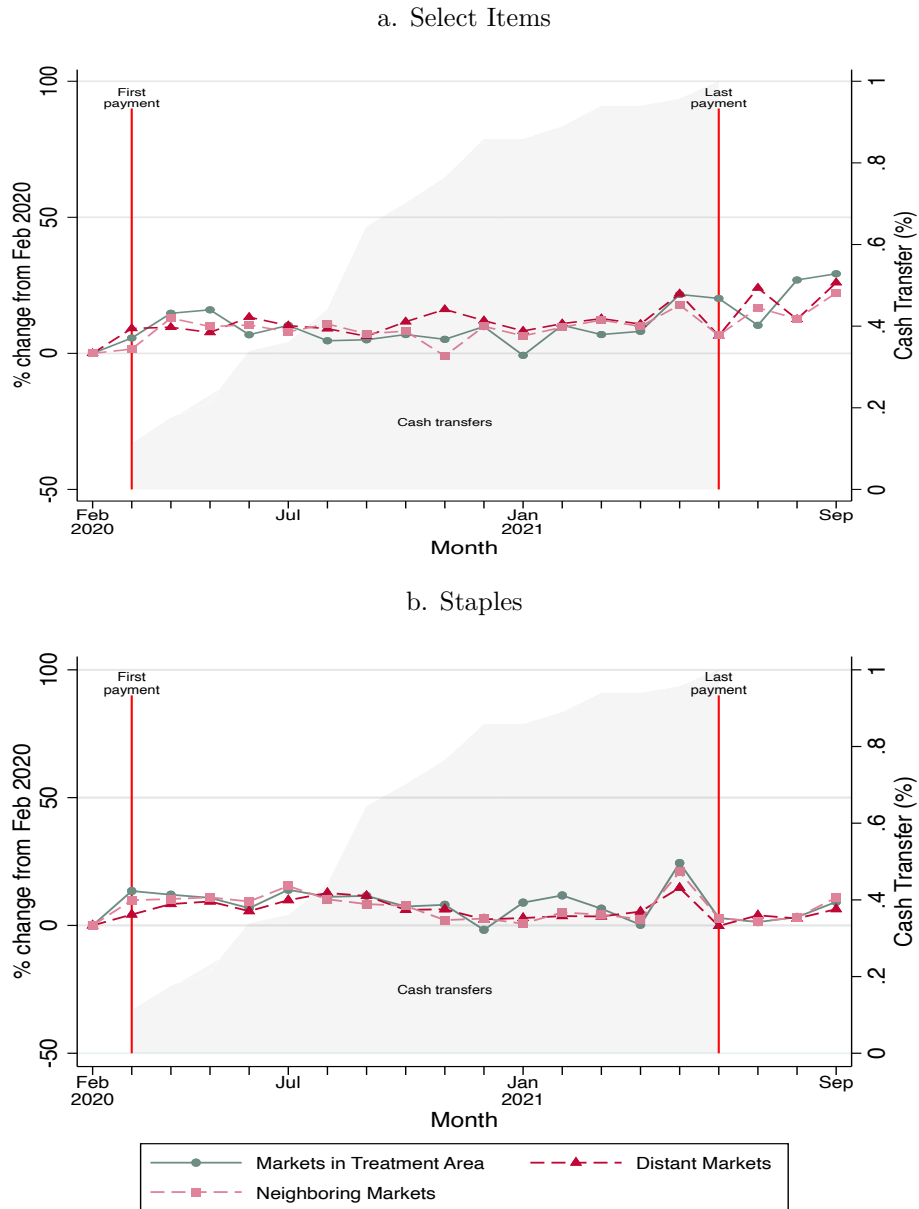 a. Select Items
100
50
0
-50
% change from Feb 2020
First
payment
Last
payment
Cash transfers
1
.8
.6
.4
.2
0
Cash Transfer (%)
Feb
2020
Jul
Jan
2021
Sep
Month
b. Staples
100
50
0
-50
% change from Feb 2020
First
payment
Last
payment
Cash transfers
1
.8
.6
.4
.2
0
Cash Transfer (%)
Feb
2020
Jul
Jan
2021
Sep
Month
Markets in Treatment Area
Distant Markets
Neighboring Markets